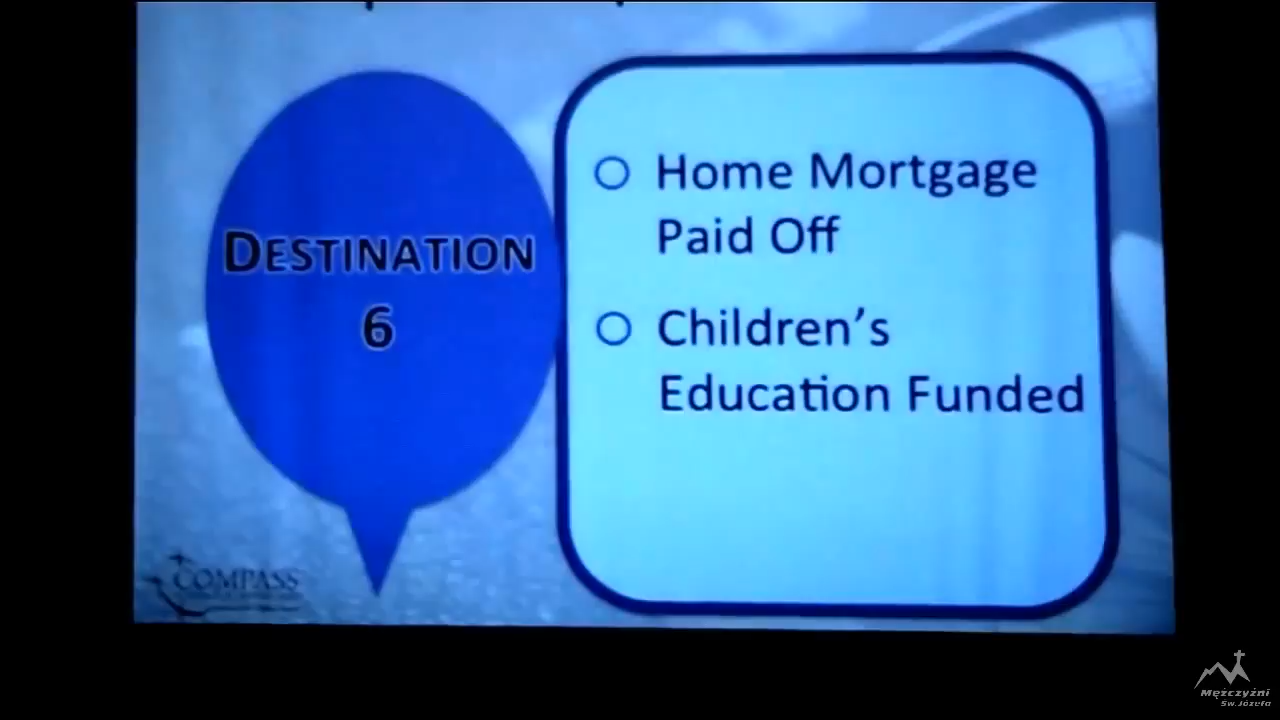 DESTINATION
6
Home Mortgage
Paid Off
Children's
Education Funded
COMPASS
Mężczyźni
Św.Józefa